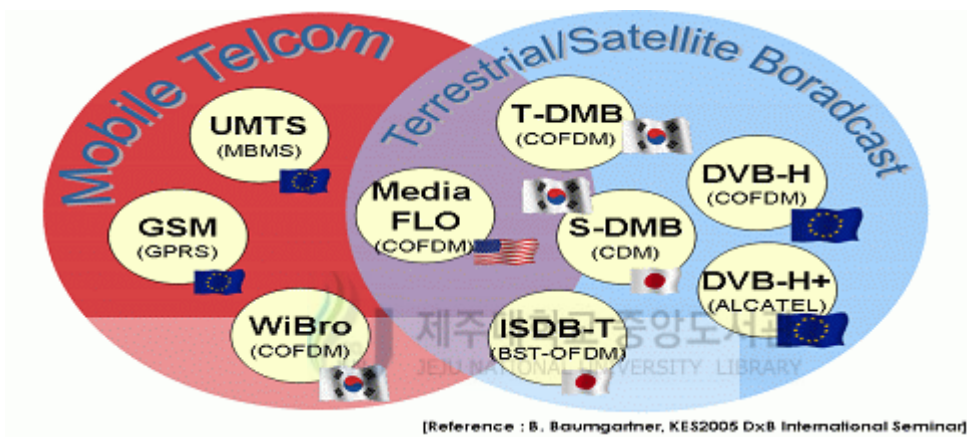 Mobile Telcom
Terrestrial/Satellite Boradcast
UMTS
(MBMS)
GSM
(GPRS)
WiBro
(COFDM)
Media
FLO
(COFDM)
T-DMB
(COFDM)
S-DMB
(CDM)
ISDB-T
(BST-OFDM)
DVB-H
(COFDM)
DVB-H+
(ALCATEL)
제주대학교 중앙도서관
JEJU NATIONAL UNIVERSITY LIBRARY
[Reference : B. Baumgartner, KES2005 DxB International Seminar]